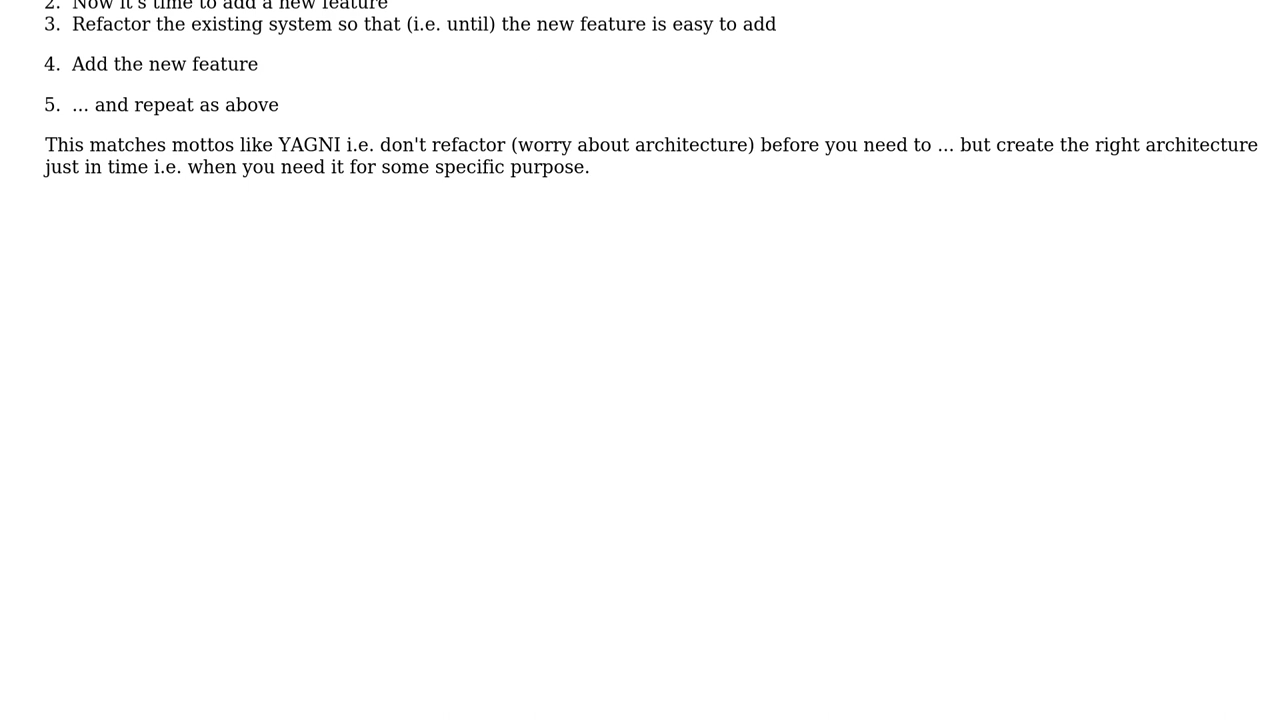 2. Now it's time to add a new feature
3. Refactor the existing system so that (i.e. until) the new feature is easy to add
4. Add the new feature
5. ... and repeat as above
This matches mottos like YAGNI i.e. don't refactor (worry about architecture) before you need to ... but create the right architecture
just in time i.e. when you need it for some specific purpose.